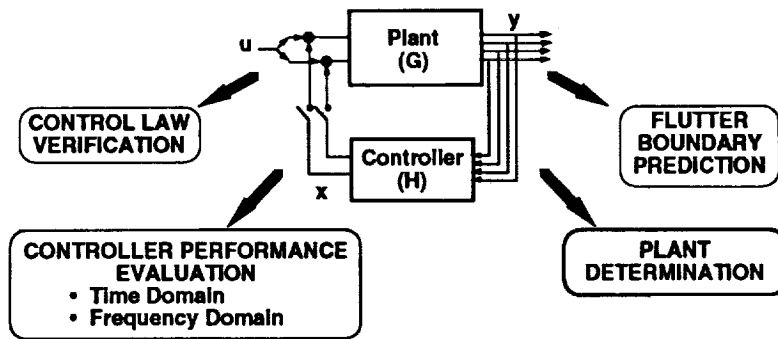 u
Plant
(G)
y
Controller
(H)
x
CONTROL LAW
VERIFICATION
FLUTTER
BOUNDARY
PREDICTION
CONTROLLER PERFORMANCE
EVALUATION
• Time Domain
• Frequency Domain
PLANT
DETERMINATION